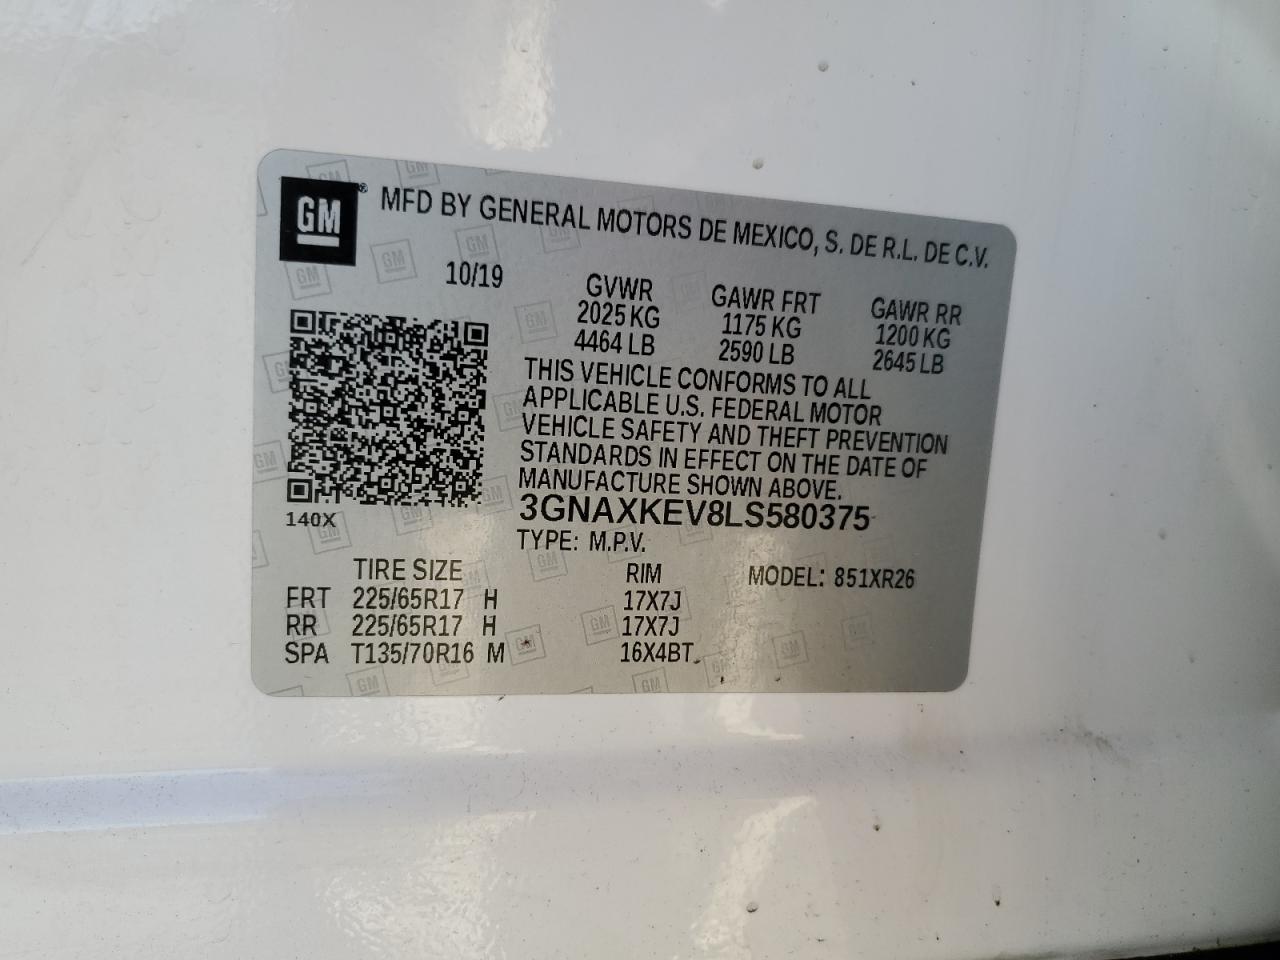 GM ® MFD BY GENERAL MOTORS DE MEXICO, S. DE R.L. DE C.V.
10/19
GVWR GAWR FRT GAWR RR
2025 KG 1175 KG 1200 KG
4464 LB 2590 LB 2645 LB
THIS VEHICLE CONFORMS TO ALL
APPLICABLE U.S. FEDERAL MOTOR
VEHICLE SAFETY AND THEFT PREVENTION
STANDARDS IN EFFECT ON THE DATE OF
MANUFACTURE SHOWN ABOVE.
140X
3GNAXKEV8LS580375
TYPE: M.P.V.
TIRE SIZE RIM MODEL: 851XR26
FRT 225/65R17 H 17X7J
RR 225/65R17 H 17X7J
SPA T135/70R16 M 16X4BT